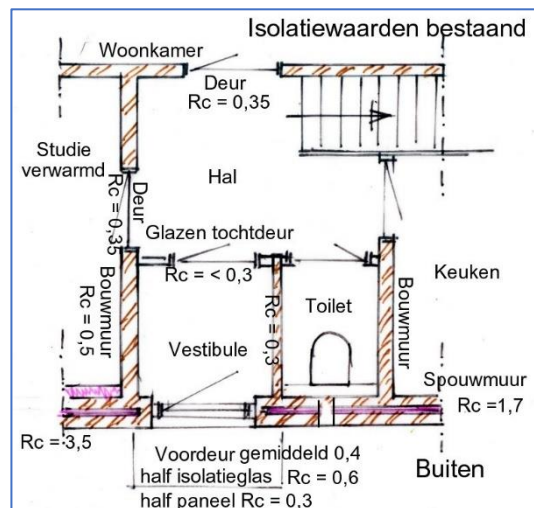 Isolatiewaarden bestaand
Woonkamer
Deur
Rc = 0,35
Studie
verwarmd
Deur
Rc = 0,35
Hal
Glazen tochtdeur
Rc = < 0,3
Bouwmuur
Rc = 0,5
Rc = 0,3
Toilet
Bouwmuur
Keuken
Vestibule
Spouwmuur
Rc =1,7
Rc =3,5
Voordeur gemiddeld 0,4
half isolatieglas Rc = 0,6
half paneel Rc = 0.3
Buiten